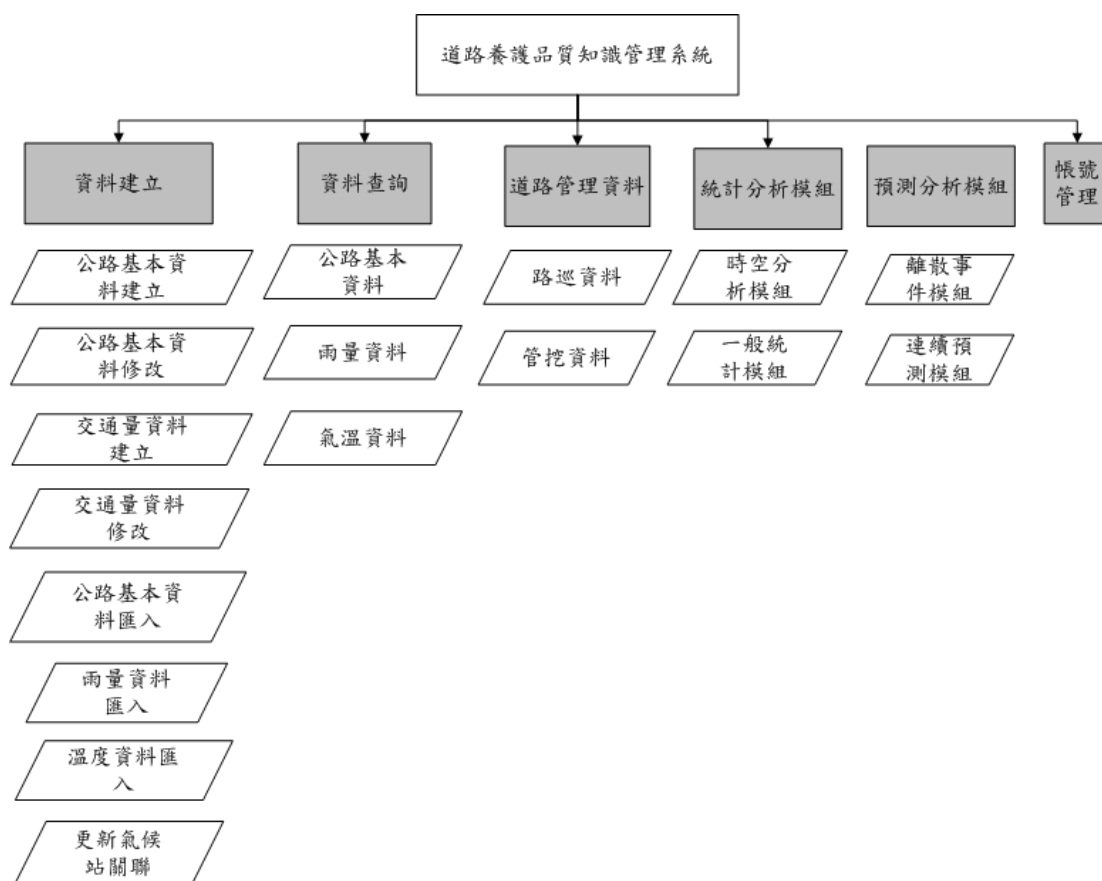 道路養護品質知識管理系統
資料建立
資料查詢
道路管理資料
統計分析模組
預測分析模組
帳號
管理
公路基本資
料建立
公路基本資
料修改
交通量資料
建立
交通量資料
修改
公路基本資
料匯入
雨量資料
匯入
溫度資料匯
入
更新氣候
站關聯
公路基本
資料
雨量資料
氣溫資料
路巡資料
管挖資料
時空分
析模組
一般統
計模組
離散事
件模組
連續預
測模組